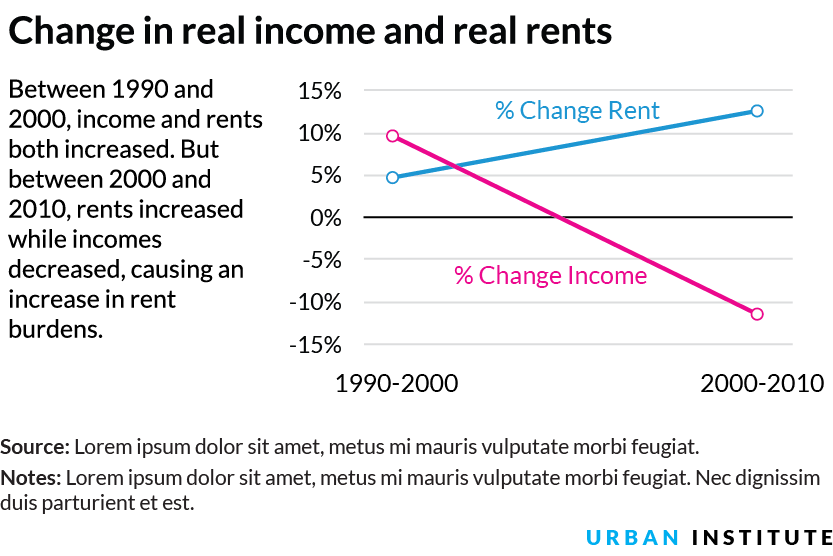 Change in real income and real rents
Between 1990 and
2000, income and rents
both increased. But
between 2000 and
2010, rents increased
while incomes
decreased, causing an
increase in rent
burdens.
15%
10%
5%
0%
-5%
-10%
-15%
% Change Rent
% Change Income
1990-2000
2000-2010
Source: Lorem ipsum dolor sit amet, metus mi mauris vulputate morbi feugiat.
Notes: Lorem ipsum dolor sit amet, metus mi mauris vulputate morbi feugiat. Nec dignissim
duis parturient et est.
URBAN INSTITUTE